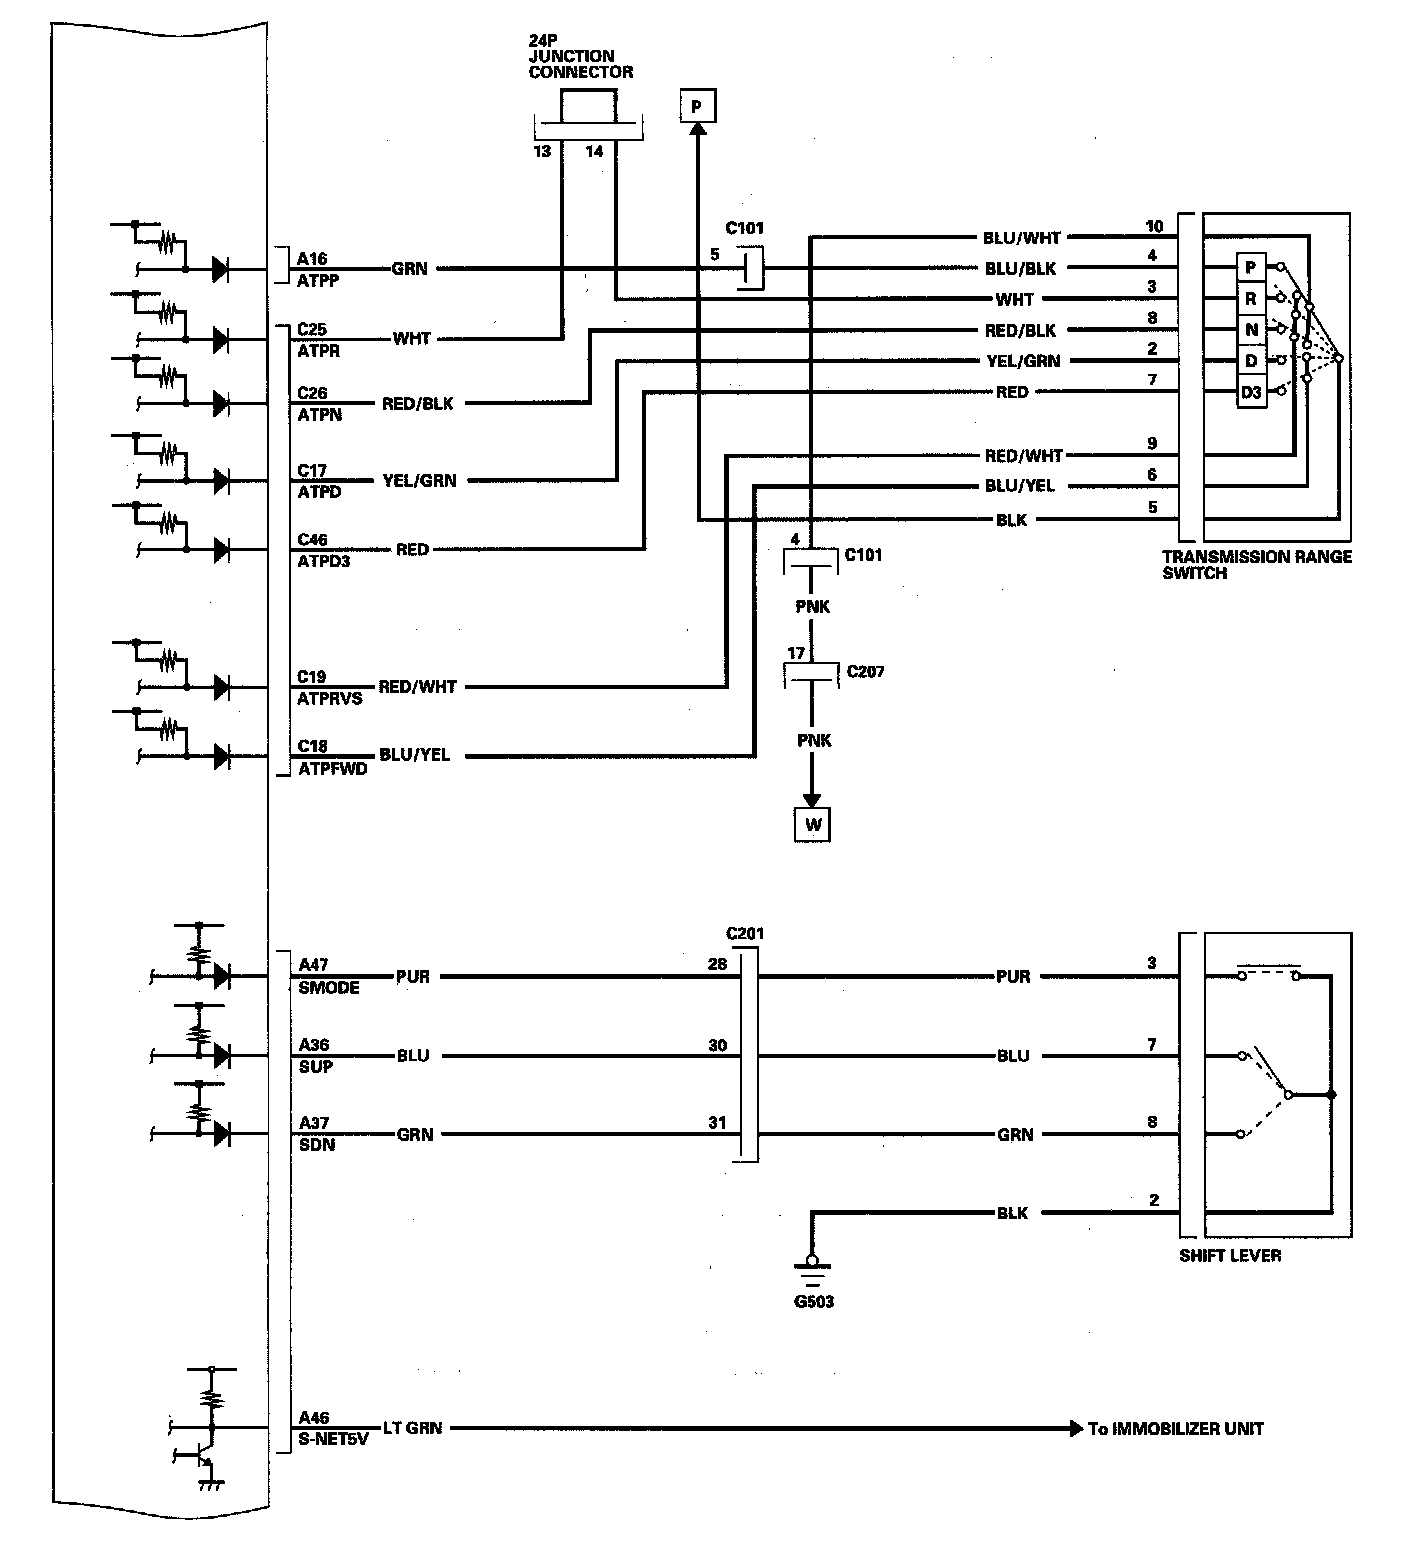 24P
JUNCTION
CONNECTOR
P
13 14
C101
A16
ATPP
GRN
5
BLU/WHT 10
BLU/BLK 4
P
C25
ATPR
WHT
WHT 3
R
C26
ATPN
RED/BLK
RED/BLK 8
N
C17
ATPD
YEL/GRN
YEL/GRN 2
D
C46
ATPD3
RED
RED 7
D3
RED/WHT 9
BLU/YEL 6
BLK 5
TRANSMISSION RANGE
SWITCH
4 C101
PNK
17 C207
PNK
W
C19
ATPRVS
RED/WHT
C18
ATPFWD
BLU/YEL
C201
A47
SMODE
PUR 28 PUR 3
A36
SUP
BLU 30 BLU 7
A37
SDN
GRN 31 GRN 8
BLK 2
G503
SHIFT LEVER
A46
S-NET5V
LT GRN
To IMMOBILIZER UNIT